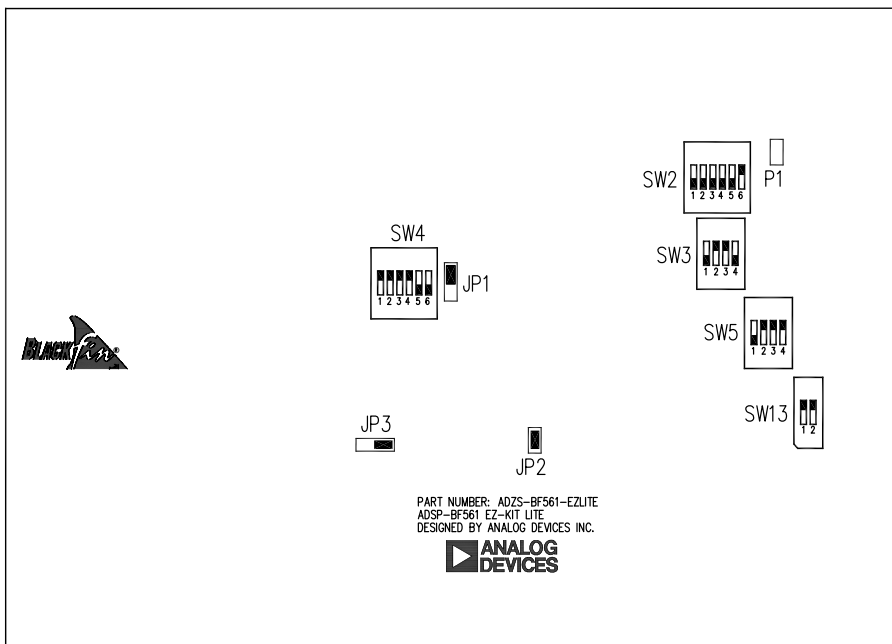 SW2
1 2 3 4 5 6
P1
SW3
1 2 3 4
SW4
1 2 3 4 5 6
JP1
SW5
1 2 3 4
BLACKfin®
SW13
1 2
JP3
JP2
PART NUMBER: ADZS-BF561-EZLITE
ADSP-BF561 EZ-KIT LITE
DESIGNED BY ANALOG DEVICES INC.
ANALOG
DEVICES